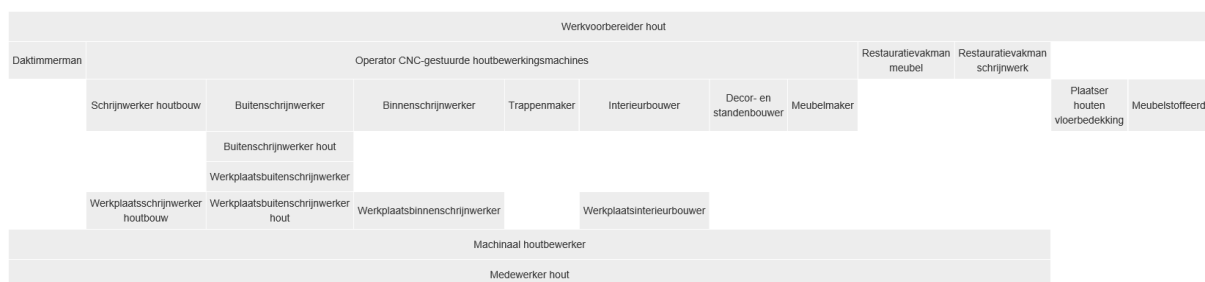 Werkvoorbereider hout
Daktimmerman
Operator CNC-gestuurde houtbewerkingsmachines
Restauratievakman
meubel
Restauratievakman
schrijnwerk
Schrijnwerker houtbouw
Buitenschrijnwerker
Binnenschrijnwerker
Trappenmaker
Interieurbouwer
Decor- en
standenbouwer
Meubelmaker
Plaatser
houten
vloerbedekking
Meubelstoffeerd
Buitenschrijnwerker hout
Werkplaatsbuitenschrijnwerker
Werkplaatsschrijnwerker
houtbouw
Werkplaatsbuitenschrijnwerker
hout
Werkplaatsbinnenschrijnwerker
Werkplaatsinterieurbouwer
Machinaal houtbewerker
Medewerker hout